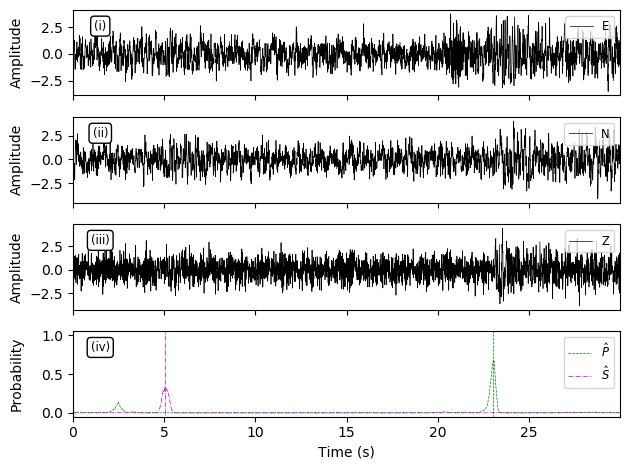 (i)
E
Amplitude
2.5
0.0
−2.5
(ii)
N
Amplitude
2.5
0.0
−2.5
(iii)
Z
Amplitude
2.5
0.0
−2.5
(iv)
P̂
Ŝ
Probability
1.0
0.5
0.0
0 5 10 15 20 25
Time (s)